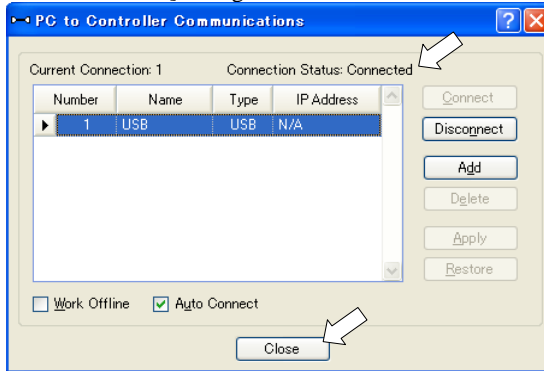 PC to Controller Communications
Current Connection: 1 Connection Status: Connected
Number Name Type IP Address
1 USB USB N/A
Connect
Disconnect
Add
Delete
Apply
Restore
Work Offline Auto Connect
Close